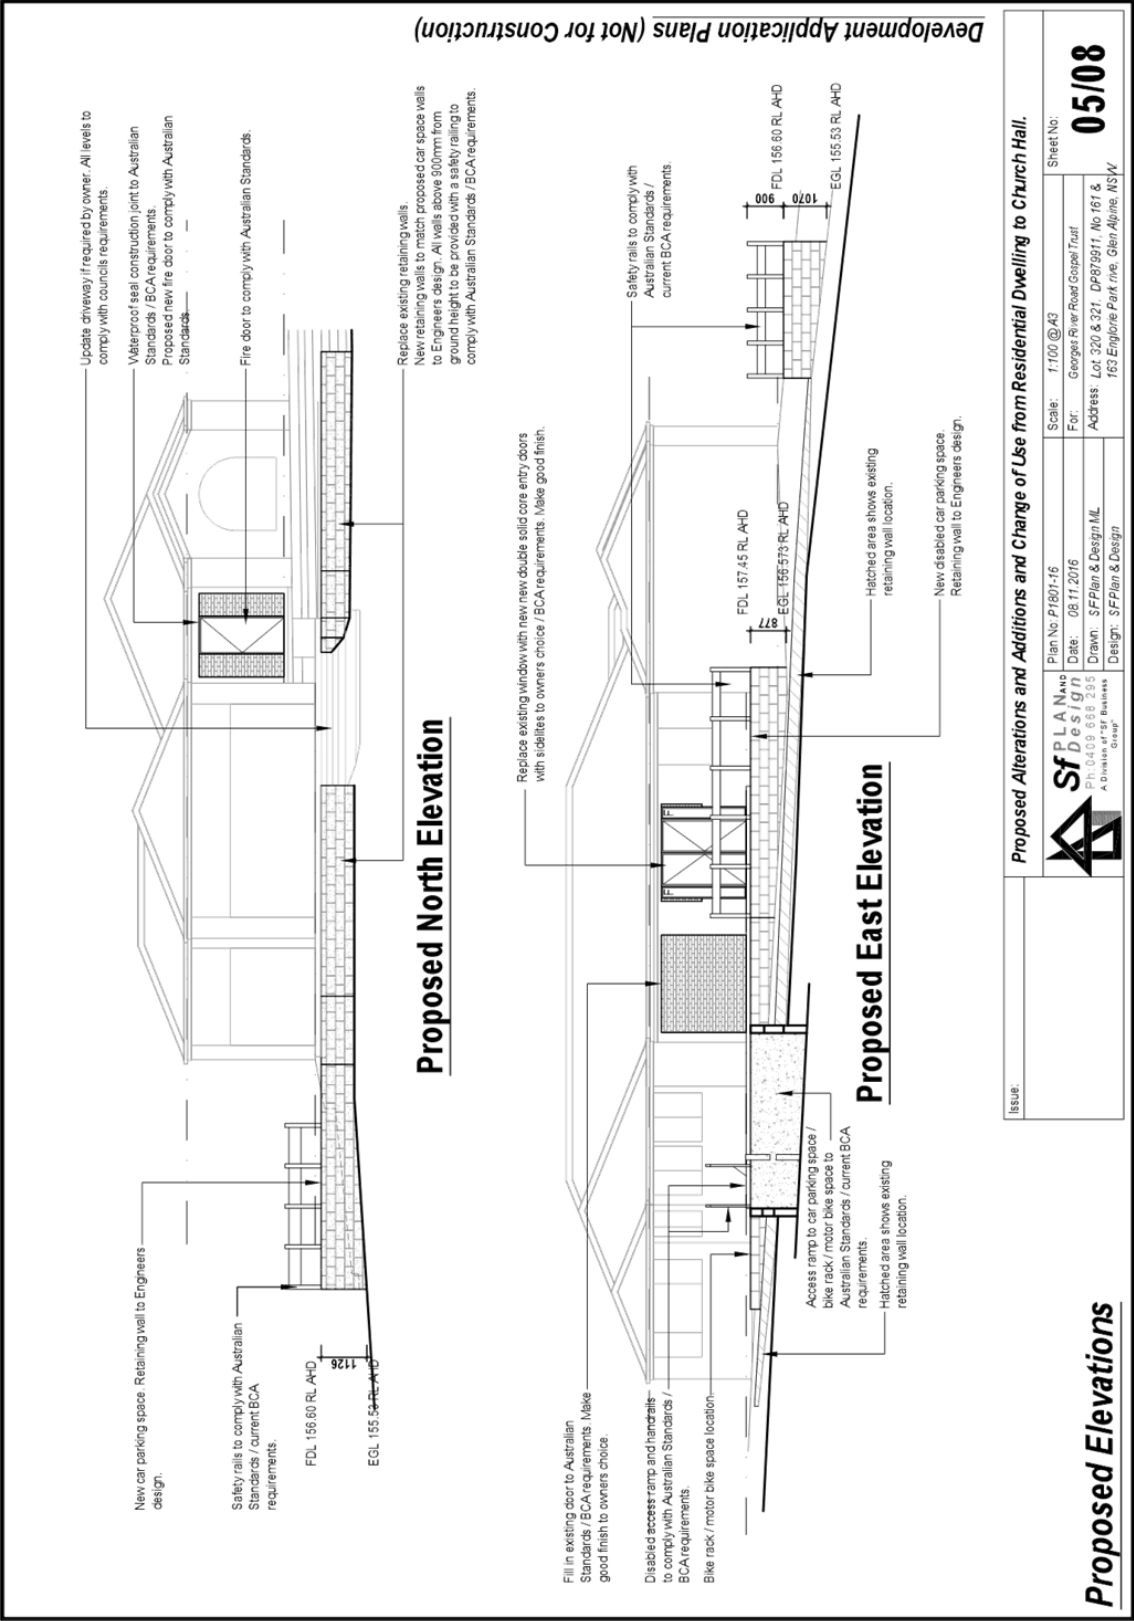 Development Application Plans (Not for Construction)
Update driveway if required by owner. All levels to
comply with councils requirements.
Waterproof seal construction joint to Australian
Standards / BCA requirements.
Proposed new fire door to comply with Australian
Standards.
Fire door to comply with Australian Standards.
Replace existing retaining walls.
New retaining walls to match proposed car space walls
to Engineers design. All walls above 900mm from
ground height to be provided with a safety railing to
comply with Australian Standards / BCA requirements.
New car parking space. Retaining wall to Engineers
design.
Safety rails to comply with Australian
Standards / current BCA
requirements.
FDL 156.60 RL AHD
1126
EGL 155.53 RL AHD
Proposed North Elevation
Replace existing window with new new double solid core entry doors
with sidelites to owners choice / BCA requirements. Make good finish.
Safety rails to comply with
Australian Standards /
current BCA requirements.
900
1070
FDL 156.60 RL AHD
EGL 155.53 RL AHD
FDL 157.45 RL AHD
877
EGL 156.573 RL AHD
Hatched area shows existing
retaining wall location.
New disabled car parking space.
Retaining wall to Engineers design.
Fill in existing door to Australian
Standards / BCA requirements. Make
good finish to owners choice.
Disabled access ramp and handrails
to comply with Australian Standards /
BCA requirements.
Bike rack / motor bike space location.
Access ramp to car parking space /
bike rack / motor bike space to
Australian Standards / current BCA
requirements.
Hatched area shows existing
retaining wall location.
Proposed East Elevation
Proposed Elevations
Issue:
Proposed Alterations and Additions and Change of Use from Residential Dwelling to Church Hall.
Sf PLAN AND
Design
Ph: 0409 668 295
A Division of "SF Business
Group"
Plan No: P1801-16
Date: 08.11.2016
Drawn: SF Plan & Design ML
Design: SF Plan & Design
Scale: 1:100 @ A3
For: Georges River Road Gospel Trust
Address: Lot 320 & 321. DP879911, No 161 &
163 Englorie Park rive, Glen Alpine, NSW.
Sheet No:
05/08